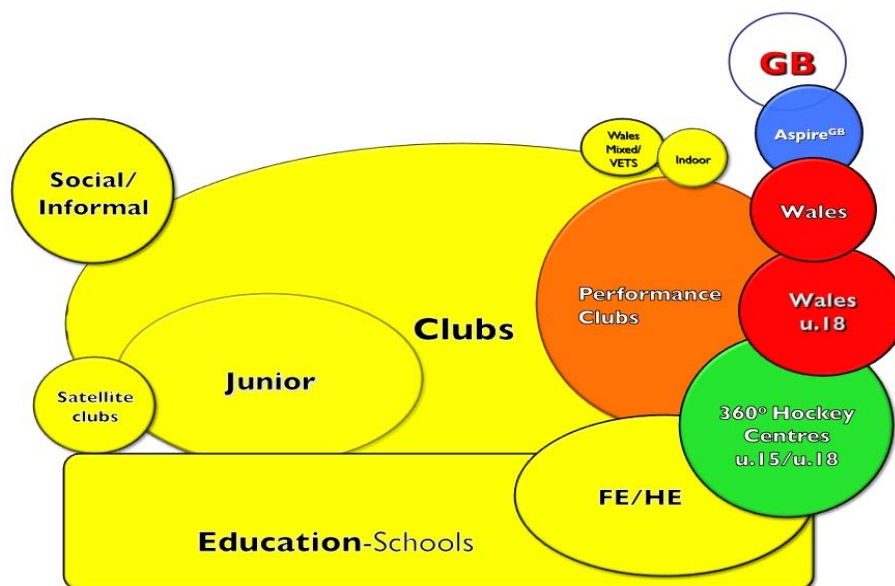 GB
Aspire^GB
Wales
Mixed/
VETS
Indoor
Social/
Informal
Wales
Performance
Clubs
Wales
u.18
Clubs
Junior
Satellite
clubs
360° Hockey
Centres
u.15/u.18
FE/HE
Education-Schools